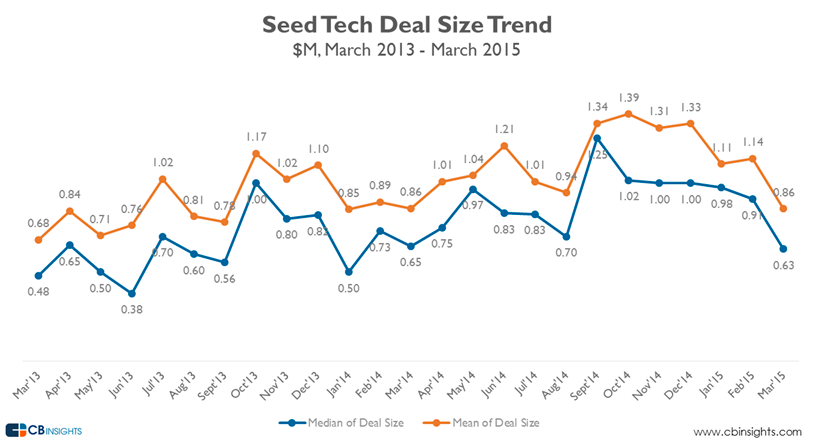 Seed Tech Deal Size Trend
$M, March 2013 - March 2015
0.68 0.84 0.71 0.76 1.02 0.81 0.78 1.17 1.02 1.10 0.85 0.89 0.86 1.01 1.04 1.21 1.01 0.94 1.34 1.39 1.31 1.33 1.11 1.14 0.86
0.48 0.65 0.50 0.38 0.70 0.60 0.56 1.00 0.80 0.82 0.50 0.73 0.65 0.75 0.97 0.83 0.83 0.70 1.25 1.02 1.00 1.00 0.98 0.91 0.63
Mar'13 Apr'13 May'13 Jun'13 Jul'13 Aug'13 Sept'13 Oct'13 Nov'13 Dec'13 Jan'14 Feb'14 Mar'14 Apr'14 May'14 Jun'14 Jul'14 Aug'14 Sept'14 Oct'14 Nov'14 Dec'14 Jan'15 Feb'15 Mar'15
CBINSIGHTS
Median of Deal Size Mean of Deal Size
www.cbinsights.com